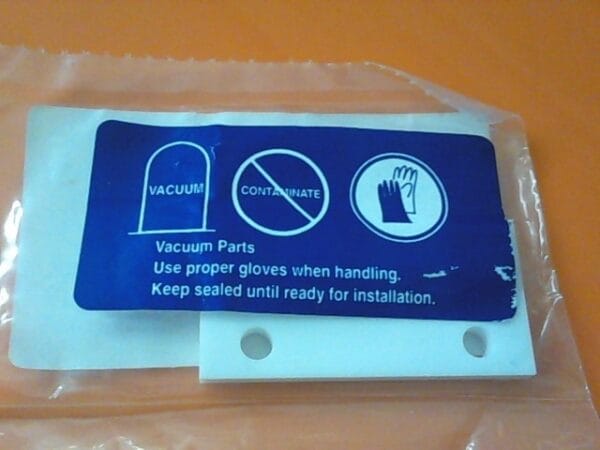 VACUUM
CONTAMINATE
Vacuum Parts
Use proper gloves when handling.
Keep sealed until ready for installation.